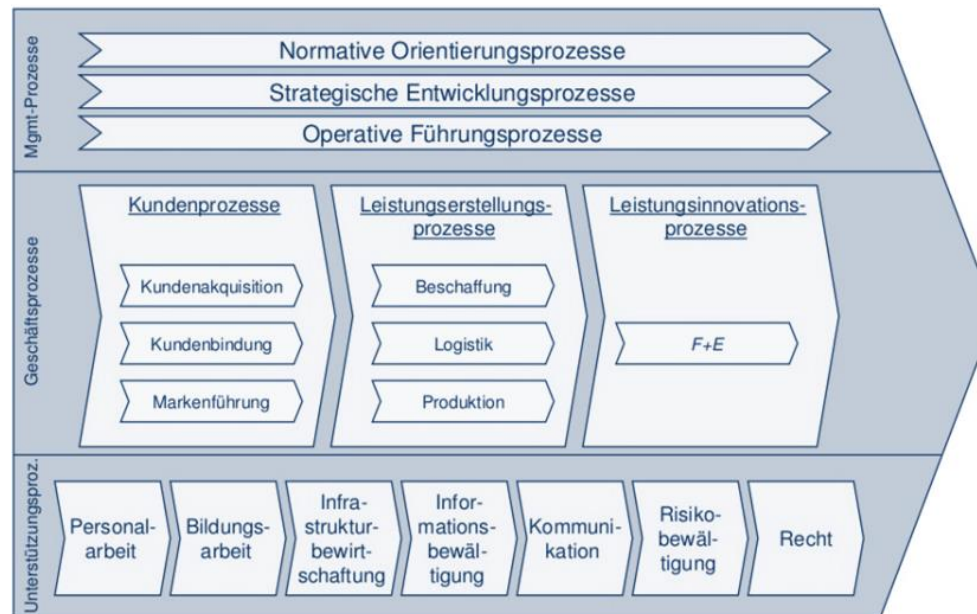 Mgmt-Prozesse
Normative Orientierungsprozesse
Strategische Entwicklungsprozesse
Operative Führungsprozesse
Geschäftsprozesse
Kundenprozesse
Kundenakquisition
Kundenbindung
Markenführung
Leistungserstellungs-
prozesse
Beschaffung
Logistik
Produktion
Leistungsinnovations-
prozesse
F+E
Unterstützungsproz.
Personal-
arbeit
Bildungs-
arbeit
Infra-
struktur-
bewirt-
schaftung
Infor-
mations-
bewäl-
tigung
Kommuni-
kation
Risiko-
bewäl-
tigung
Recht